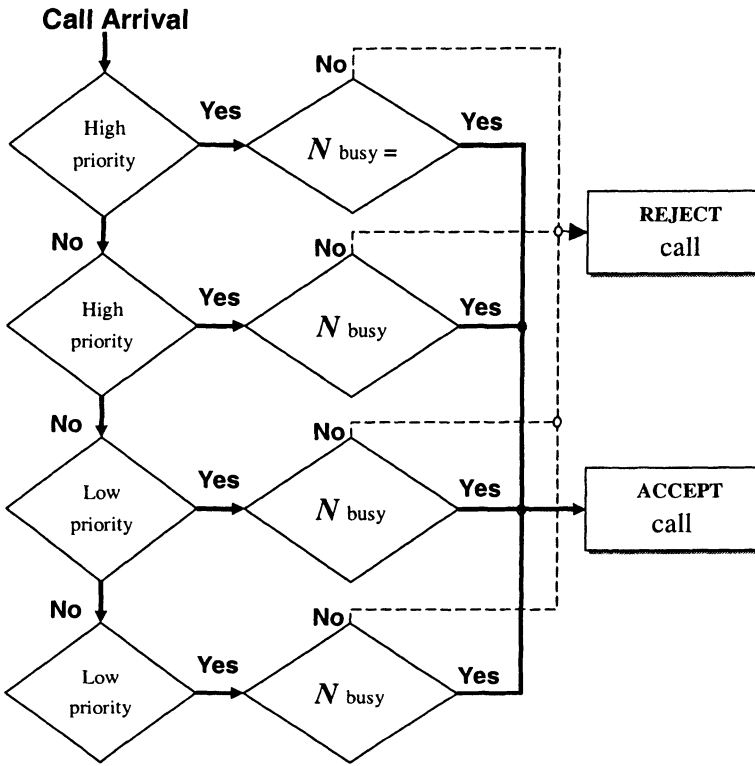 Call Arrival
High
priority
Yes
N busy =
No
Yes
REJECT
call
No
High
priority
Yes
N busy
No
Yes
No
Low
priority
Yes
N busy
No
Yes
ACCEPT
call
No
Low
priority
Yes
N busy
No
Yes